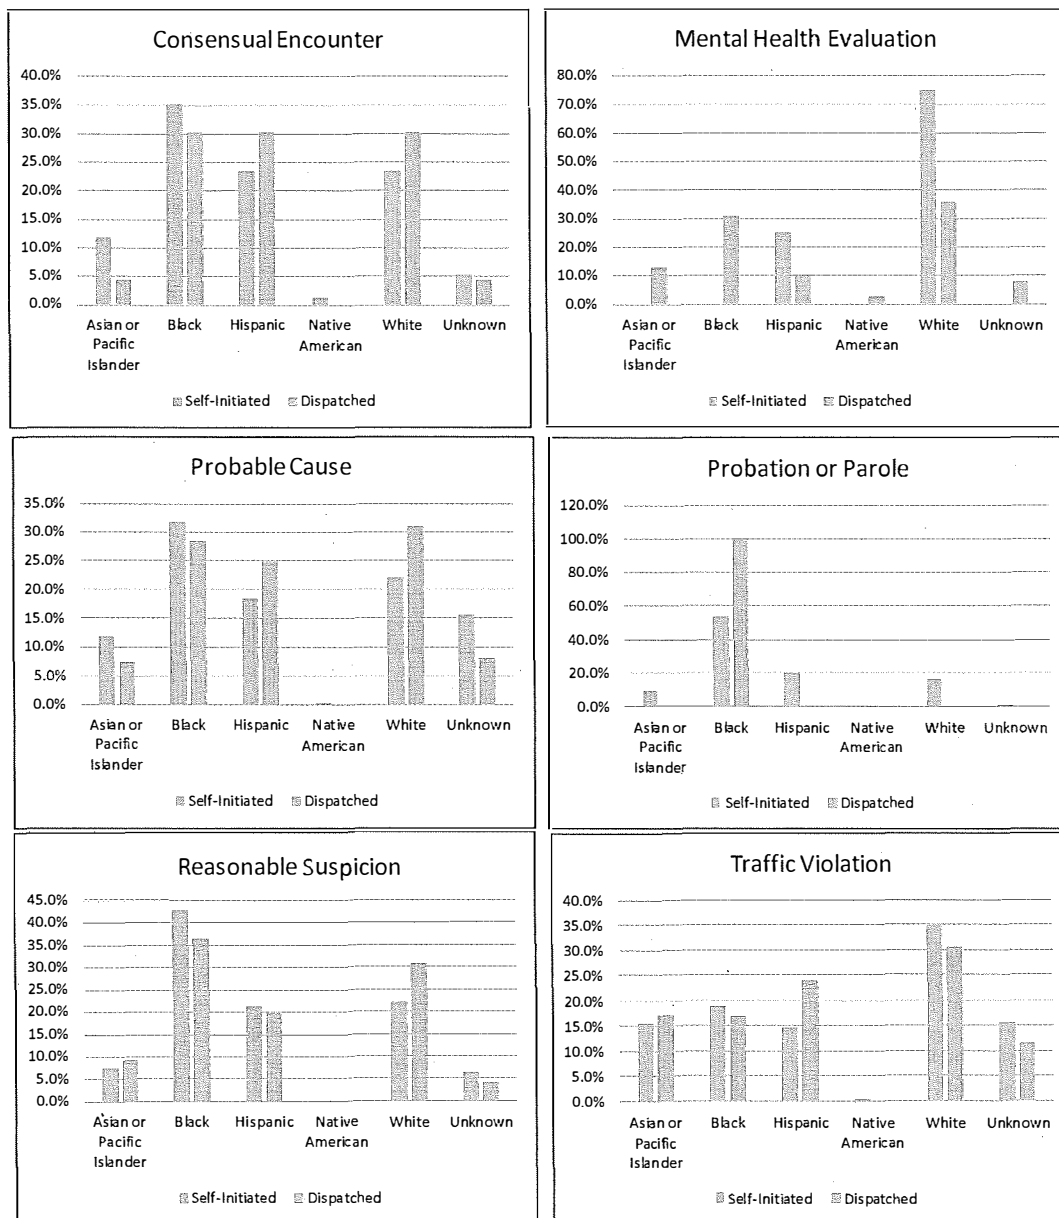 Consensual Encounter
40.0%
35.0%
30.0%
25.0%
20.0%
15.0%
10.0%
5.0%
0.0%
Asian or Pacific Islander
Black
Hispanic
Native American
White
Unknown
Self-Initiated
Dispatched
Mental Health Evaluation
80.0%
70.0%
60.0%
50.0%
40.0%
30.0%
20.0%
10.0%
0.0%
Asian or Pacific Islander
Black
Hispanic
Native American
White
Unknown
Self-Initiated
Dispatched
Probable Cause
35.0%
30.0%
25.0%
20.0%
15.0%
10.0%
5.0%
0.0%
Asian or Pacific Islander
Black
Hispanic
Native American
White
Unknown
Self-Initiated
Dispatched
Probation or Parole
120.0%
100.0%
80.0%
60.0%
40.0%
20.0%
0.0%
Asian or Pacific Islander
Black
Hispanic
Native American
White
Unknown
Self-Initiated
Dispatched
Reasonable Suspicion
45.0%
40.0%
35.0%
30.0%
25.0%
20.0%
15.0%
10.0%
5.0%
0.0%
Asian or Pacific Islander
Black
Hispanic
Native American
White
Unknown
Self-Initiated
Dispatched
Traffic Violation
40.0%
35.0%
30.0%
25.0%
20.0%
15.0%
10.0%
5.0%
0.0%
Asian or Pacific Islander
Black
Hispanic
Native American
White
Unknown
Self-Initiated
Dispatched